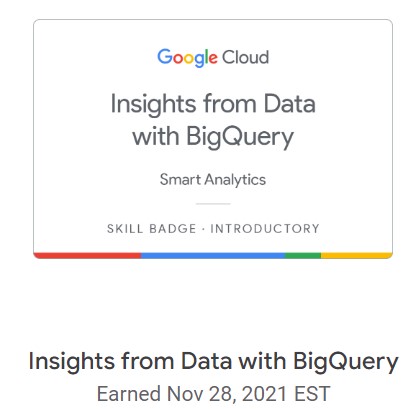 Google Cloud
Insights from Data
with BigQuery
Smart Analytics
SKILL BADGE · INTRODUCTORY
Insights from Data with BigQuery
Earned Nov 28, 2021 EST